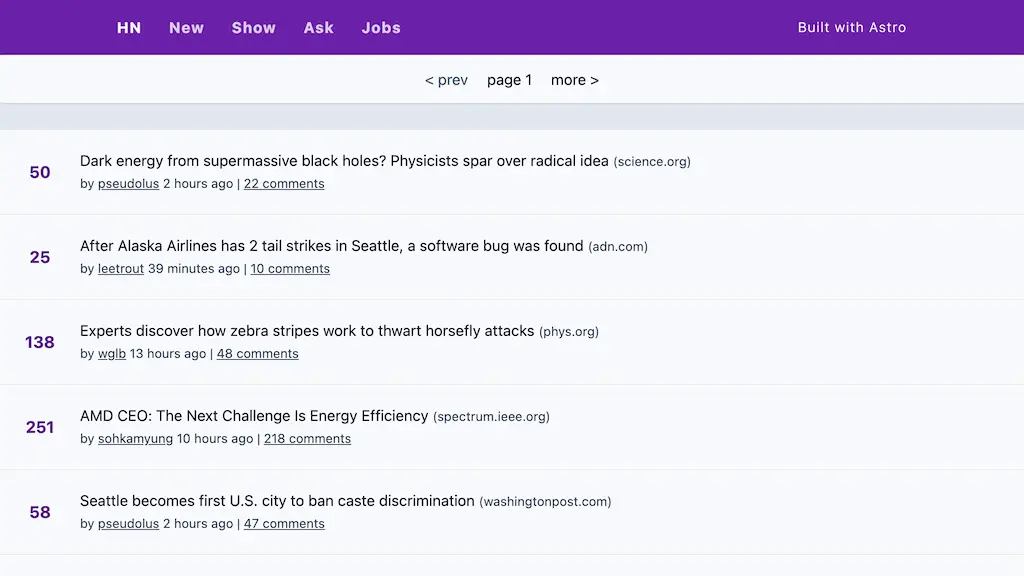 HN New Show Ask Jobs Built with Astro
< prev page 1 more >
50
Dark energy from supermassive black holes? Physicists spar over radical idea (science.org)
by pseudolus 2 hours ago | 22 comments
25
After Alaska Airlines has 2 tail strikes in Seattle, a software bug was found (adn.com)
by leetrout 39 minutes ago | 10 comments
138
Experts discover how zebra stripes work to thwart horsefly attacks (phys.org)
by wglb 13 hours ago | 48 comments
251
AMD CEO: The Next Challenge Is Energy Efficiency (spectrum.ieee.org)
by sohkamyung 10 hours ago | 218 comments
58
Seattle becomes first U.S. city to ban caste discrimination (washingtonpost.com)
by pseudolus 2 hours ago | 47 comments